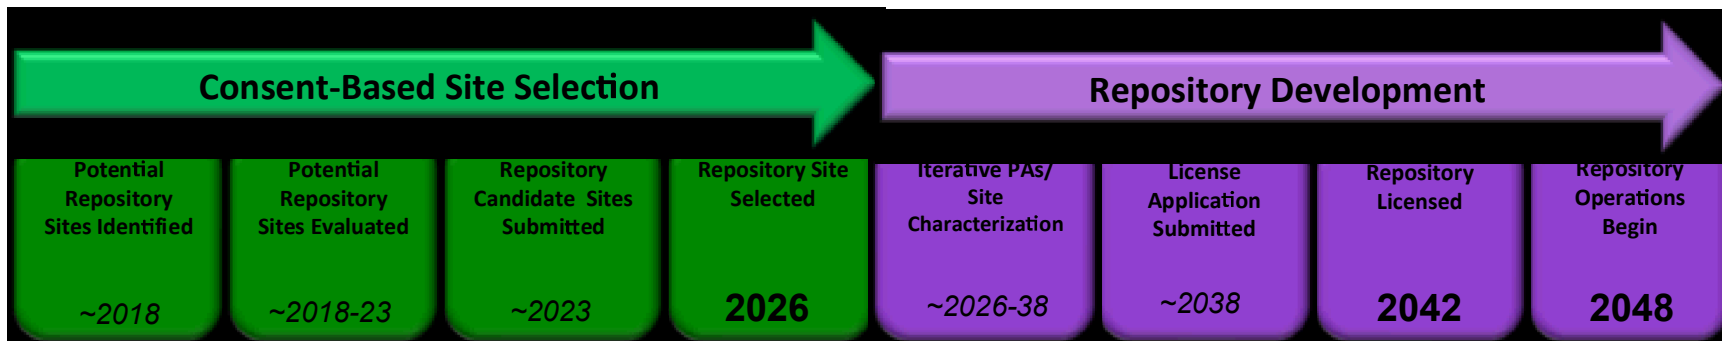 Consent-Based Site Selection
Repository Development
Potential
Repository
Sites Identified
~2018
Potential
Repository
Sites Evaluated
~2018-23
Repository
Candidate Sites
Submitted
~2023
Repository Site
Selected
2026
Iterative PAs/
Site
Characterization
~2026-38
License
Application
Submitted
~2038
Repository
Licensed
2042
Repository
Operations
Begin
2048